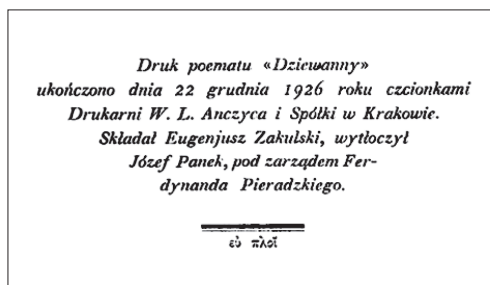 Druk poematu «Dziewanny»
ukończono dnia 22 grudnia 1926 roku czcionkami
Drukarni W. L. Anczyca i Spółki w Krakowie.
Składał Eugenjusz Zakulski, wytłoczył
Józef Panek, pod zarządem Fer-
dynanda Pieradzkiego.
εὐ πλοῖ